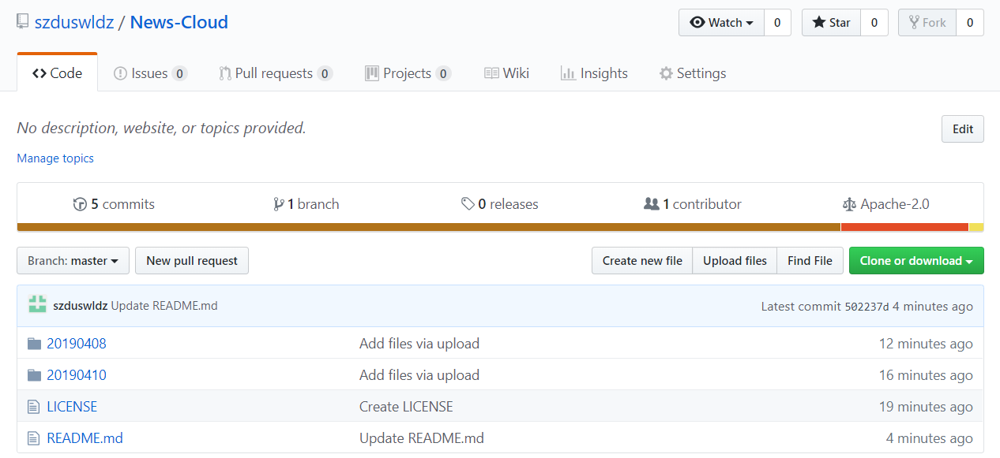 szduswldz / News-Cloud
Watch 0 Star 0 Fork 0
Code Issues 0 Pull requests 0 Projects 0 Wiki Insights Settings
No description, website, or topics provided. Edit
Manage topics
5 commits 1 branch 0 releases 1 contributor Apache-2.0
Branch: master New pull request Create new file Upload files Find File Clone or download
szduswldz Update README.md Latest commit 502237d 4 minutes ago
20190408 Add files via upload 12 minutes ago
20190410 Add files via upload 16 minutes ago
LICENSE Create LICENSE 19 minutes ago
README.md Update README.md 4 minutes ago